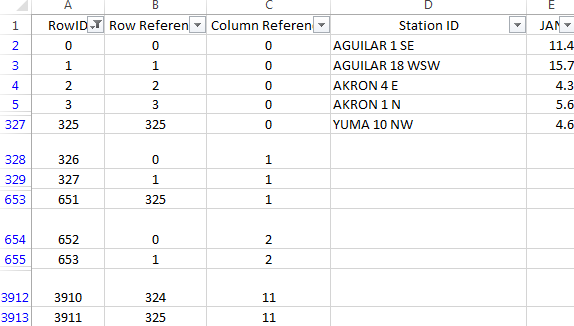 A B C D E
1 RowID Row Referen Column Referen Station ID JAN
2 0 0 0 AGUILAR 1 SE 11.4
3 1 1 0 AGUILAR 18 WSW 15.7
4 2 2 0 AKRON 4 E 4.3
5 3 3 0 AKRON 1 N 5.6
327 325 325 0 YUMA 10 NW 4.6
328 326 0 1
329 327 1 1
653 651 325 1
654 652 0 2
655 653 1 2
3912 3910 324 11
3913 3911 325 11